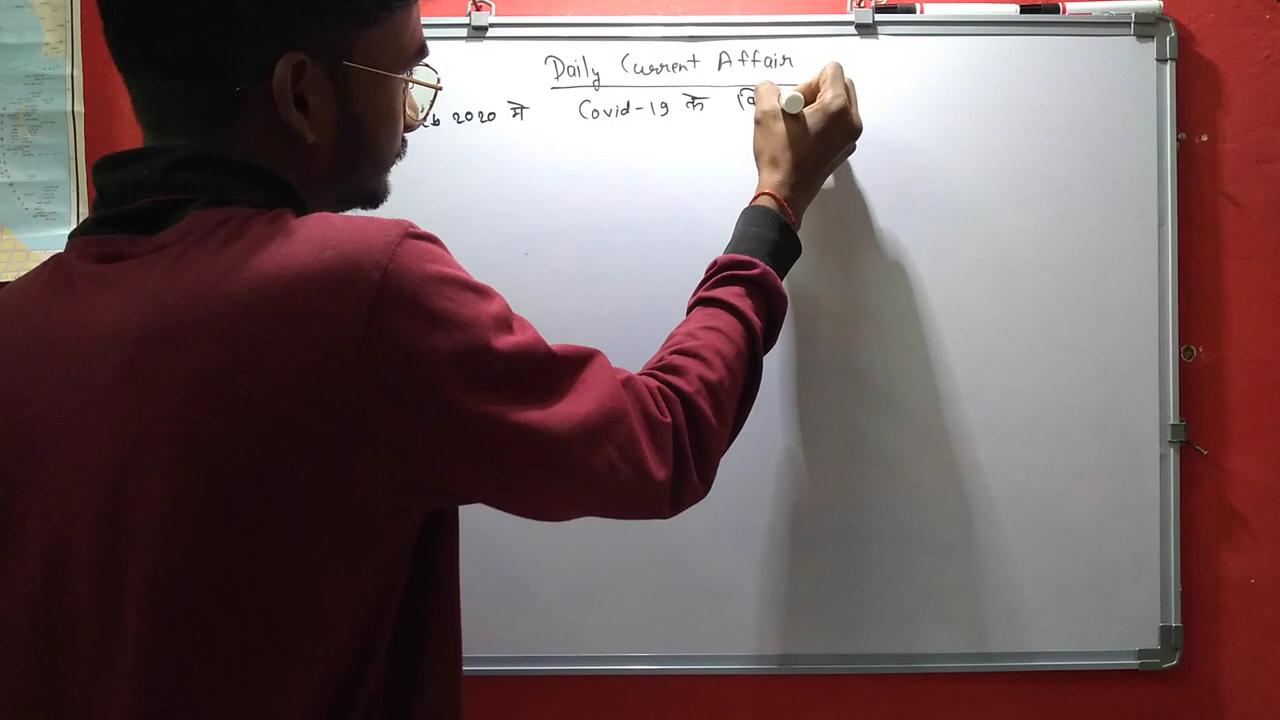 Daily Current Affair
2020 में Covid-19 के